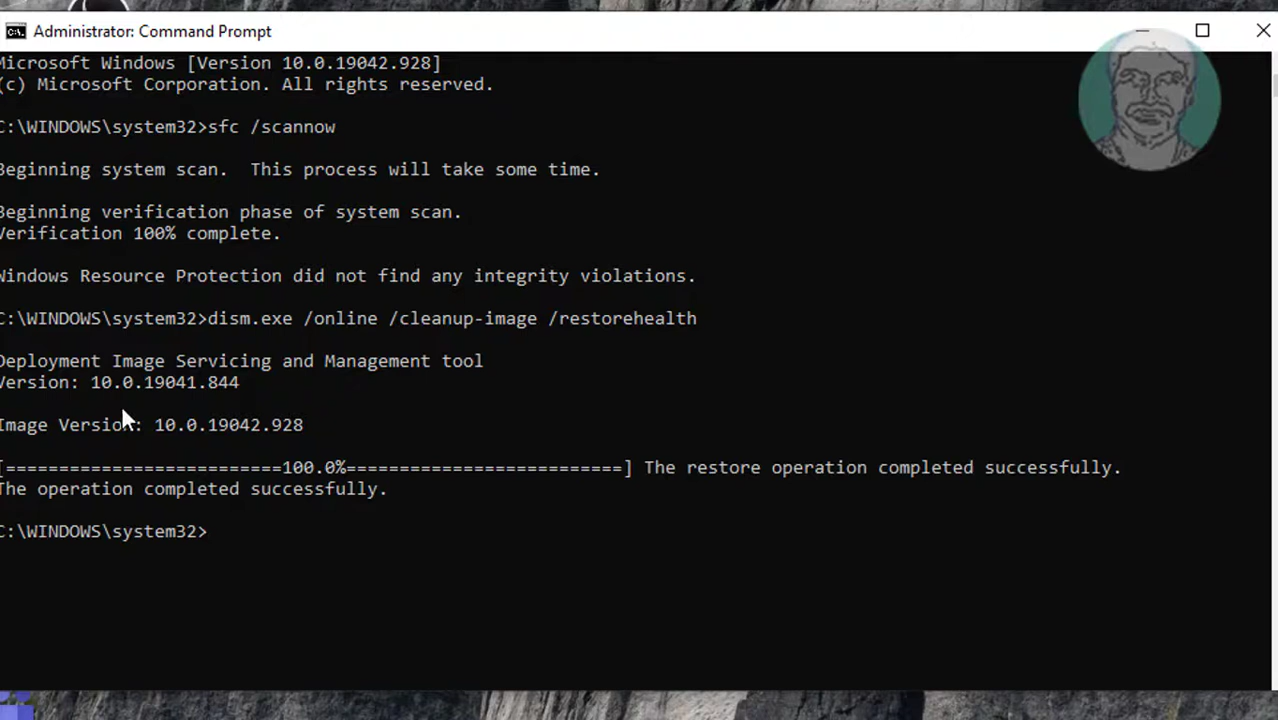 Administrator: Command Prompt
Microsoft Windows [Version 10.0.19042.928]
(c) Microsoft Corporation. All rights reserved.
C:\WINDOWS\system32>sfc /scannow
Beginning system scan.  This process will take some time.
Beginning verification phase of system scan.
Verification 100% complete.
Windows Resource Protection did not find any integrity violations.
C:\WINDOWS\system32>dism.exe /online /cleanup-image /restorehealth
Deployment Image Servicing and Management tool
Version: 10.0.19041.844
Image Version: 10.0.19042.928
[==========================100.0%==========================] The restore operation completed successfully.
The operation completed successfully.
C:\WINDOWS\system32>